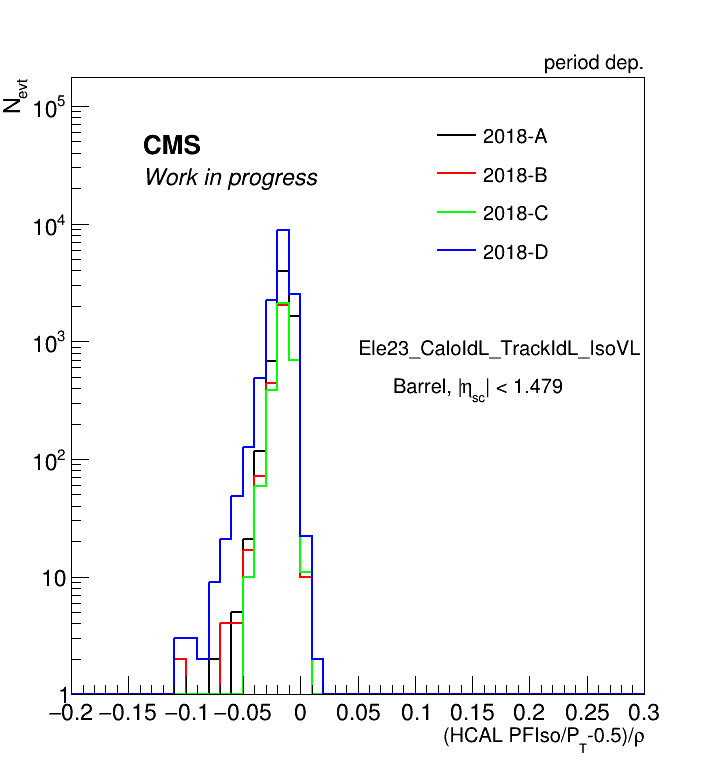 period dep.
N_evt
10^5
10^4
10^3
10^2
10
1
CMS
Work in progress
2018-A
2018-B
2018-C
2018-D
Ele23_CaloIdL_TrackIdL_IsoVL
Barrel, |η_sc| < 1.479
−0.2 −0.15 −0.1 −0.05 0 0.05 0.1 0.15 0.2 0.25 0.3
(HCAL PFIso/P_T-0.5)/ρ